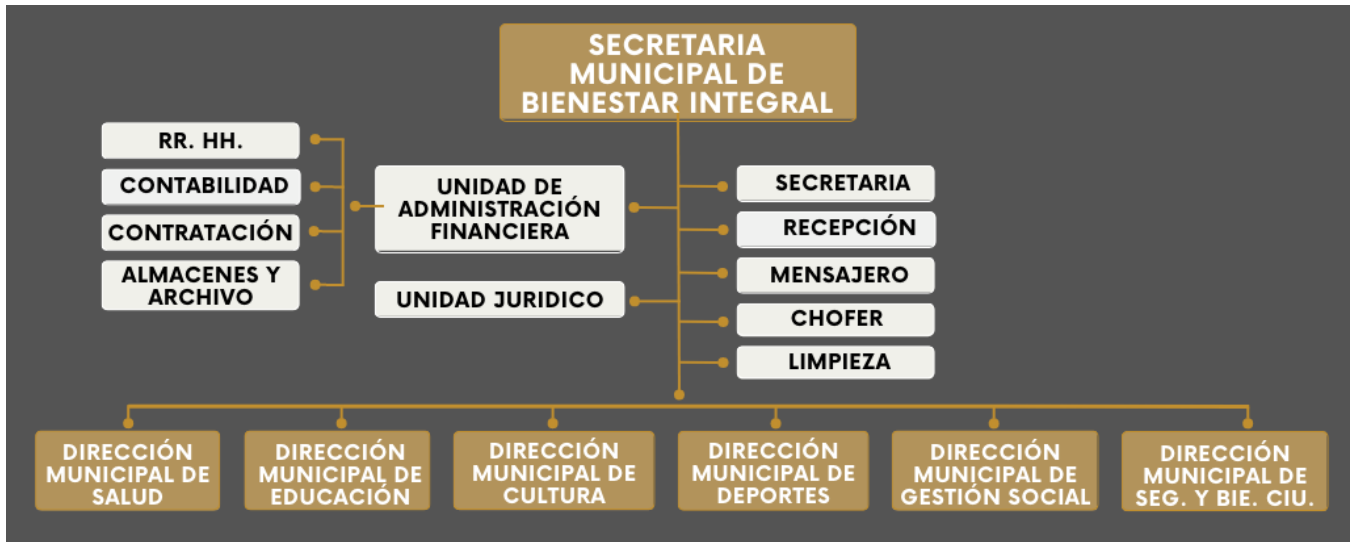 SECRETARIA
MUNICIPAL DE
BIENESTAR INTEGRAL
RR. HH.
CONTABILIDAD
CONTRATACIÓN
ALMACENES Y
ARCHIVO
UNIDAD DE
ADMINISTRACIÓN
FINANCIERA
UNIDAD JURIDICO
SECRETARIA
RECEPCIÓN
MENSAJERO
CHOFER
LIMPIEZA
DIRECCIÓN
MUNICIPAL DE
SALUD
DIRECCIÓN
MUNICIPAL DE
EDUCACIÓN
DIRECCIÓN
MUNICIPAL DE
CULTURA
DIRECCIÓN
MUNICIPAL DE
DEPORTES
DIRECCIÓN
MUNICIPAL DE
GESTIÓN SOCIAL
DIRECCIÓN
MUNICIPAL DE
SEG. Y BIE. CIU.